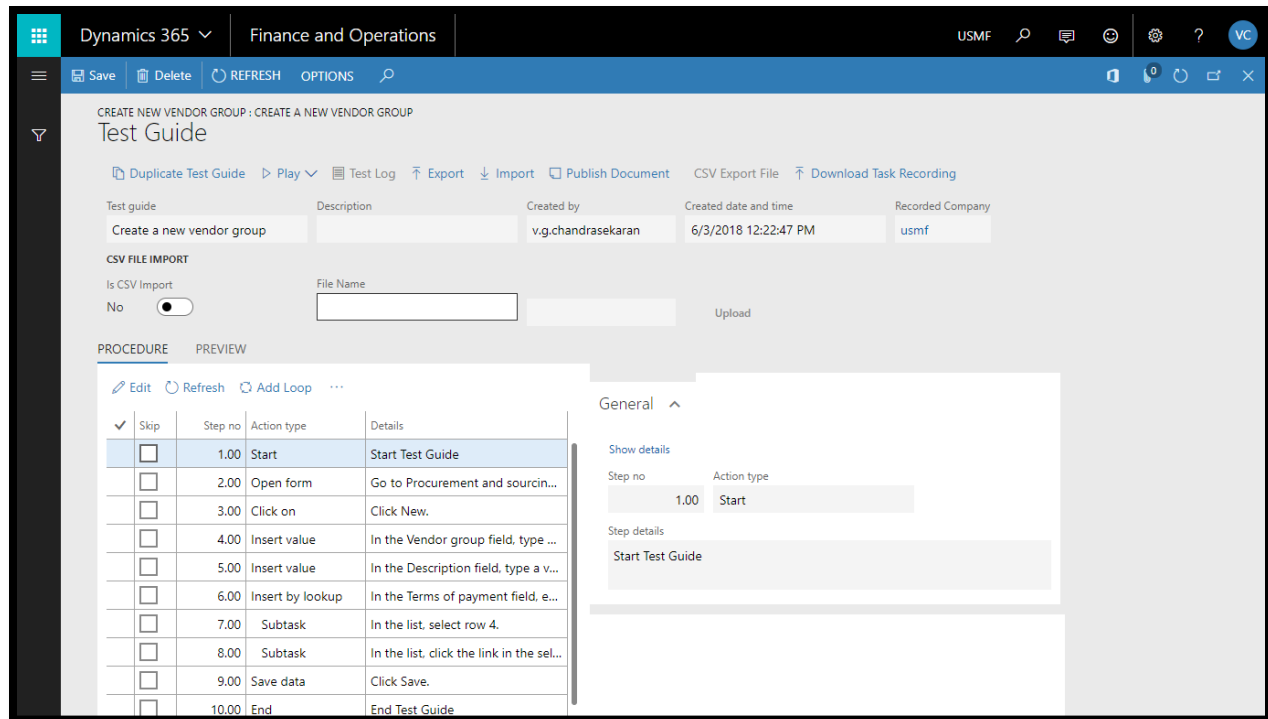 Dynamics 365 Finance and Operations USMF ? VC
Save Delete REFRESH OPTIONS 0
CREATE NEW VENDOR GROUP : CREATE A NEW VENDOR GROUP
Test Guide
Duplicate Test Guide Play Test Log Export Import Publish Document CSV Export File Download Task Recording
Test guide Description Created by Created date and time Recorded Company
Create a new vendor group v.g.chandrasekaran 6/3/2018 12:22:47 PM usmf
CSV FILE IMPORT
Is CSV Import File Name
No Upload
PROCEDURE PREVIEW
Edit Refresh Add Loop ...
Skip Step no Action type Details
1.00 Start Start Test Guide
2.00 Open form Go to Procurement and sourcin...
3.00 Click on Click New.
4.00 Insert value In the Vendor group field, type ...
5.00 Insert value In the Description field, type a v...
6.00 Insert by lookup In the Terms of payment field, e...
7.00 Subtask In the list, select row 4.
8.00 Subtask In the list, click the link in the sel...
9.00 Save data Click Save.
10.00 End End Test Guide
General
Show details
Step no Action type
1.00 Start
Step details
Start Test Guide